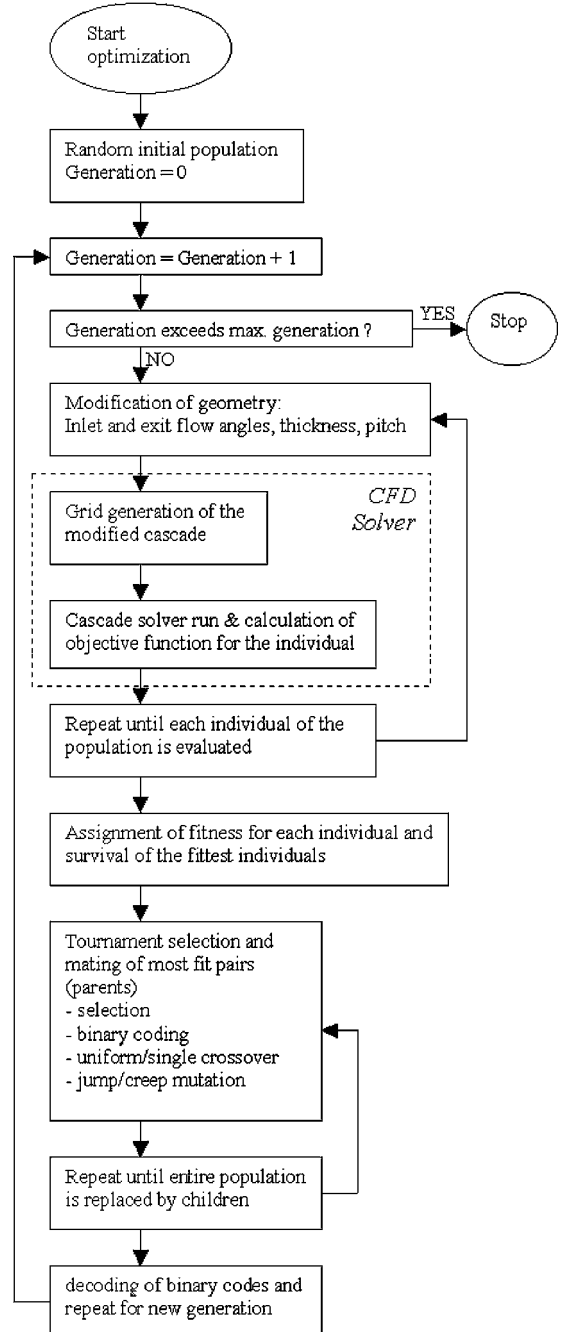 Start
optimization
Random initial population
Generation = 0
Generation = Generation + 1
Generation exceeds max. generation ?
YES
Stop
NO
Modification of geometry:
Inlet and exit flow angles, thickness, pitch
CFD
Solver
Grid generation of the
modified cascade
Cascade solver run & calculation of
objective function for the individual
Repeat until each individual of the
population is evaluated
Assignment of fitness for each individual and
survival of the fittest individuals
Tournament selection and
mating of most fit pairs
(parents)
- selection
- binary coding
- uniform/single crossover
- jump/creep mutation
Repeat until entire population
is replaced by children
decoding of binary codes and
repeat for new generation